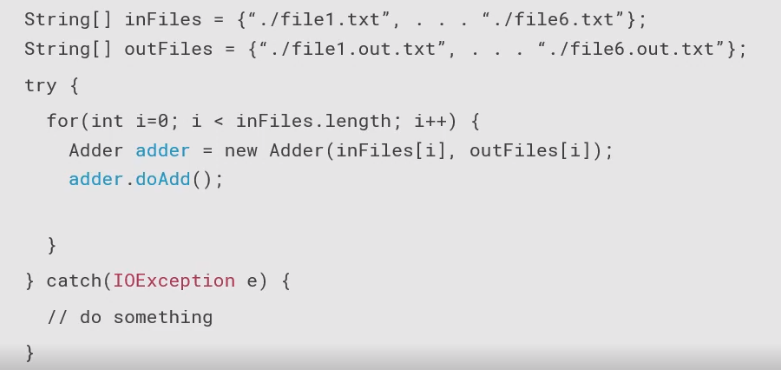 String[] inFiles = {“./file1.txt”, . . . “./file6.txt”};
String[] outFiles = {“./file1.out.txt”, . . . “./file6.out.txt”};
try {
for(int i=0; i < inFiles.length; i++) {
Adder adder = new Adder(inFiles[i], outFiles[i]);
adder.doAdd();
}
} catch(IOException e) {
// do something
}